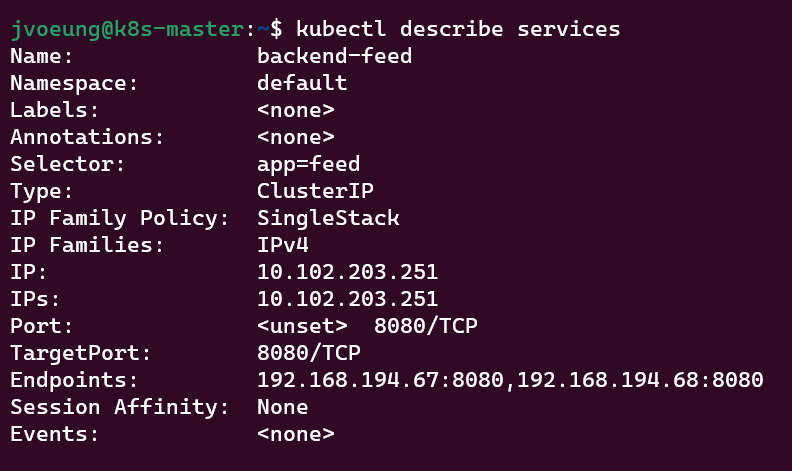 jvoeung@k8s-master:~$ kubectl describe services
Name:              backend-feed
Namespace:         default
Labels:            <none>
Annotations:       <none>
Selector:          app=feed
Type:              ClusterIP
IP Family Policy:  SingleStack
IP Families:       IPv4
IP:                10.102.203.251
IPs:               10.102.203.251
Port:              <unset>  8080/TCP
TargetPort:        8080/TCP
Endpoints:         192.168.194.67:8080,192.168.194.68:8080
Session Affinity:  None
Events:            <none>